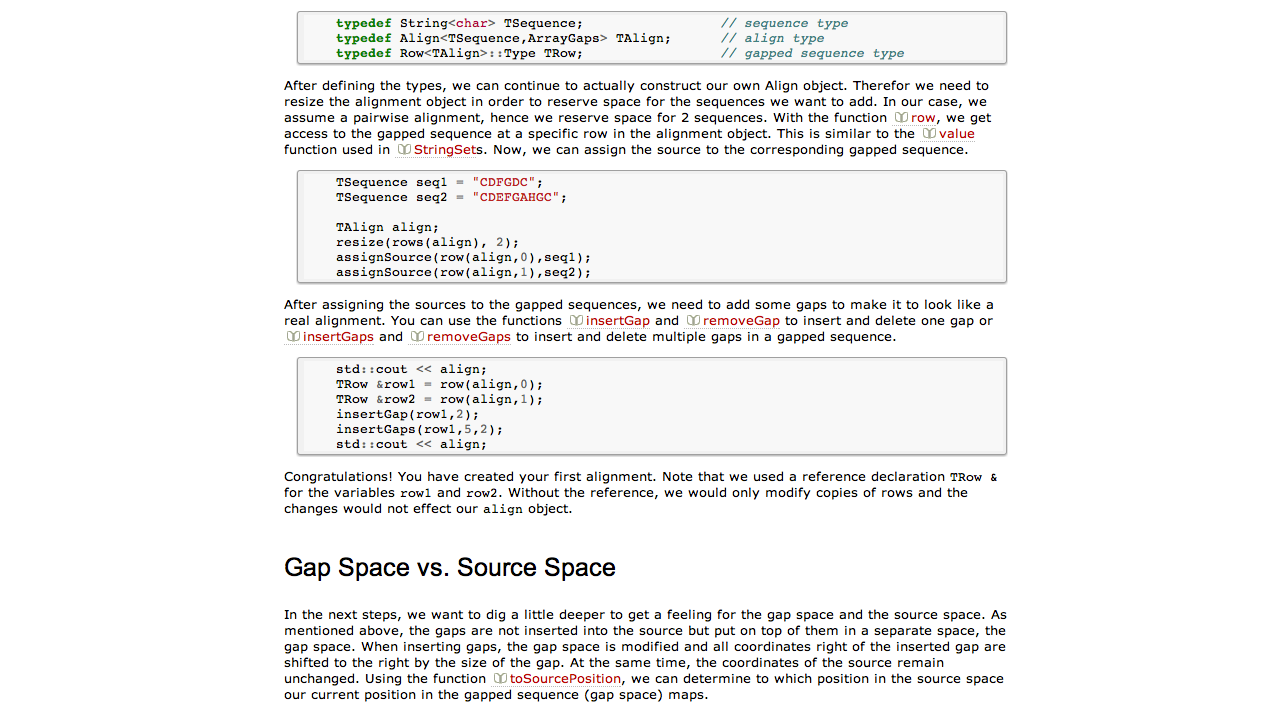 typedef String<char> TSequence; // sequence type
typedef Align<TSequence,ArrayGaps> TAlign; // align type
typedef Row<TAlign>::Type TRow; // gapped sequence type
After defining the types, we can continue to actually construct our own Align object. Therefor we need to
resize the alignment object in order to reserve space for the sequences we want to add. In our case, we
assume a pairwise alignment, hence we reserve space for 2 sequences. With the function row, we get
access to the gapped sequence at a specific row in the alignment object. This is similar to the value
function used in StringSets. Now, we can assign the source to the corresponding gapped sequence.
TSequence seq1 = "CDFGDC";
TSequence seq2 = "CDEFGAHGC";
TAlign align;
resize(rows(align), 2);
assignSource(row(align,0),seq1);
assignSource(row(align,1),seq2);
After assigning the sources to the gapped sequences, we need to add some gaps to make it to look like a
real alignment. You can use the functions insertGap and removeGap to insert and delete one gap or
insertGaps and removeGaps to insert and delete multiple gaps in a gapped sequence.
std::cout << align;
TRow &row1 = row(align,0);
TRow &row2 = row(align,1);
insertGap(row1,2);
insertGaps(row1,5,2);
std::cout << align;
Congratulations! You have created your first alignment. Note that we used a reference declaration TRow &
for the variables row1 and row2. Without the reference, we would only modify copies of rows and the
changes would not effect our align object.
Gap Space vs. Source Space
In the next steps, we want to dig a little deeper to get a feeling for the gap space and the source space. As
mentioned above, the gaps are not inserted into the source but put on top of them in a separate space, the
gap space. When inserting gaps, the gap space is modified and all coordinates right of the inserted gap are
shifted to the right by the size of the gap. At the same time, the coordinates of the source remain
unchanged. Using the function toSourcePosition, we can determine to which position in the source space
our current position in the gapped sequence (gap space) maps.